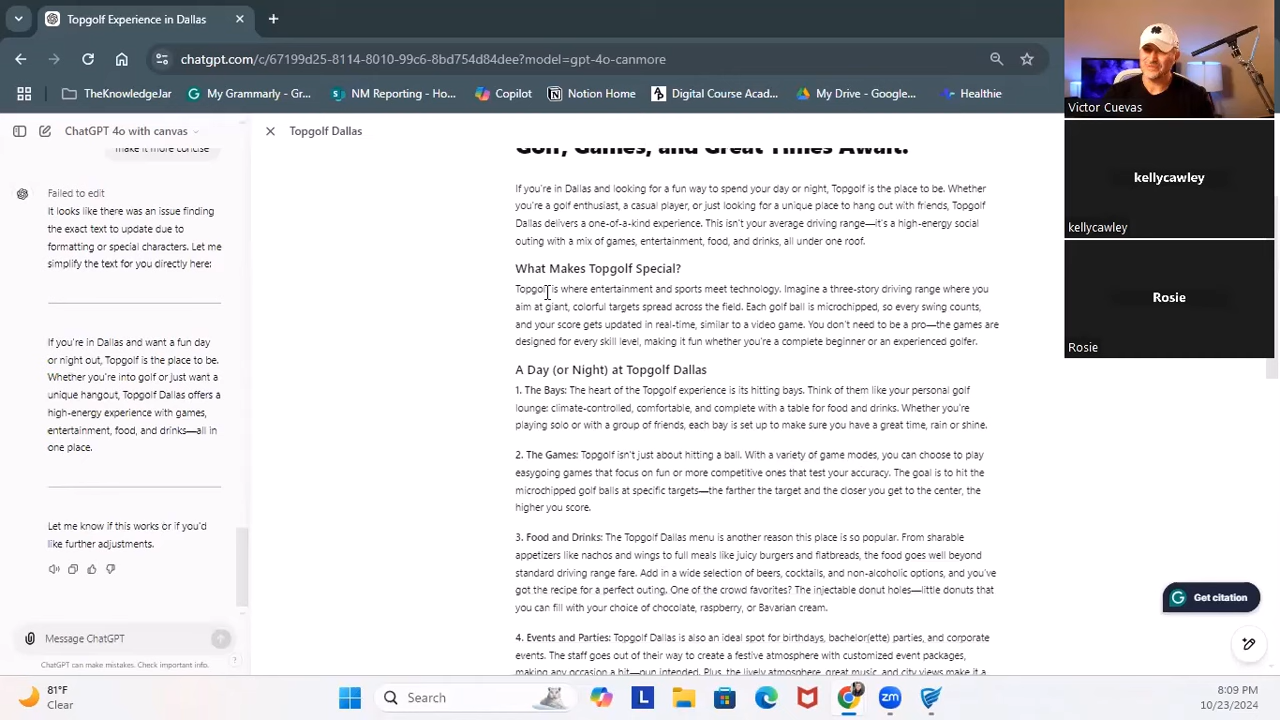 Topgolf Experience in Dallas
chatgpt.com/c/67199d25-8114-8010-99c6-8bd754d84dee?model=gpt-4o-canmore
TheKnowledgeJar
My Grammarly - Gr...
NM Reporting - Ho...
Copilot
Notion Home
Digital Course Acad...
My Drive - Google...
Healthie
ChatGPT 4o with canvas
Topgolf Dallas
make it more concise
Failed to edit
It looks like there was an issue finding
the exact text to update due to
formatting or special characters. Let me
simplify the text for you directly here:
If you're in Dallas and want a fun day
or night out, Topgolf is the place to be.
Whether you're into golf or just want a
unique hangout, Topgolf Dallas offers a
high-energy experience with games,
entertainment, food, and drinks—all in
one place.
Let me know if this works or if you'd
like further adjustments.
Message ChatGPT
ChatGPT can make mistakes. Check important info.
?
Golf, Games, and Great Times Await.
If you're in Dallas and looking for a fun way to spend your day or night, Topgolf is the place to be. Whether
you're a golf enthusiast, a casual player, or just looking for a unique place to hang out with friends, Topgolf
Dallas delivers a one-of-a-kind experience. This isn't your average driving range—it's a high-energy social
outing with a mix of games, entertainment, food, and drinks, all under one roof.
What Makes Topgolf Special?
Topgolf is where entertainment and sports meet technology. Imagine a three-story driving range where you
aim at giant, colorful targets spread across the field. Each golf ball is microchipped, so every swing counts,
and your score gets updated in real-time, similar to a video game. You don't need to be a pro—the games are
designed for every skill level, making it fun whether you're a complete beginner or an experienced golfer.
A Day (or Night) at Topgolf Dallas
1. The Bays: The heart of the Topgolf experience is its hitting bays. Think of them like your personal golf
lounge: climate-controlled, comfortable, and complete with a table for food and drinks. Whether you're
playing solo or with a group of friends, each bay is set up to make sure you have a great time, rain or shine.
2. The Games: Topgolf isn't just about hitting a ball. With a variety of game modes, you can choose to play
easygoing games that focus on fun or more competitive ones that test your accuracy. The goal is to hit the
microchipped golf balls at specific targets—the farther the target and the closer you get to the center, the
higher you score.
3. Food and Drinks: The Topgolf Dallas menu is another reason this place is so popular. From sharable
appetizers like nachos and wings to full meals like juicy burgers and flatbreads, the food goes well beyond
standard driving range fare. Add in a wide selection of beers, cocktails, and non-alcoholic options, and you've
got the recipe for a perfect outing. One of the crowd favorites? The injectable donut holes—little donuts that
you can fill with your choice of chocolate, raspberry, or Bavarian cream.
4. Events and Parties: Topgolf Dallas is also an ideal spot for birthdays, bachelor(ette) parties, and corporate
events. The staff goes out of their way to create a festive atmosphere with customized event packages,
making any occasion a hit—pun intended. Plus, the lively atmosphere, great music, and city views make it a
Get citation
Victor Cuevas
kellycawley
kellycawley
Rosie
Rosie
81°F
Clear
Search
8:09 PM
10/23/2024